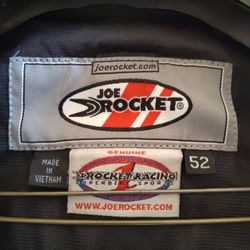 joerocket.com
JOE
ROCKET®
GENUINE
MADE IN
VIETNAM
ROCKET RACING
52
WWW.JOEROCKET.COM